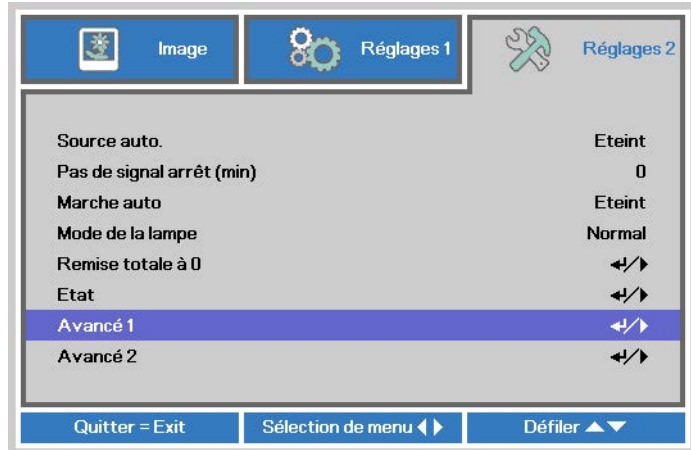 Image
Réglages 1
Réglages 2
Source auto. Eteint
Pas de signal arrêt (min) 0
Marche auto Eteint
Mode de la lampe Normal
Remise totale à 0 ↵/▶
Etat ↵/▶
Avancé 1 ↵/▶
Avancé 2 ↵/▶
Quitter = Exit
Sélection de menu ◀▶
Défiler ▲▼